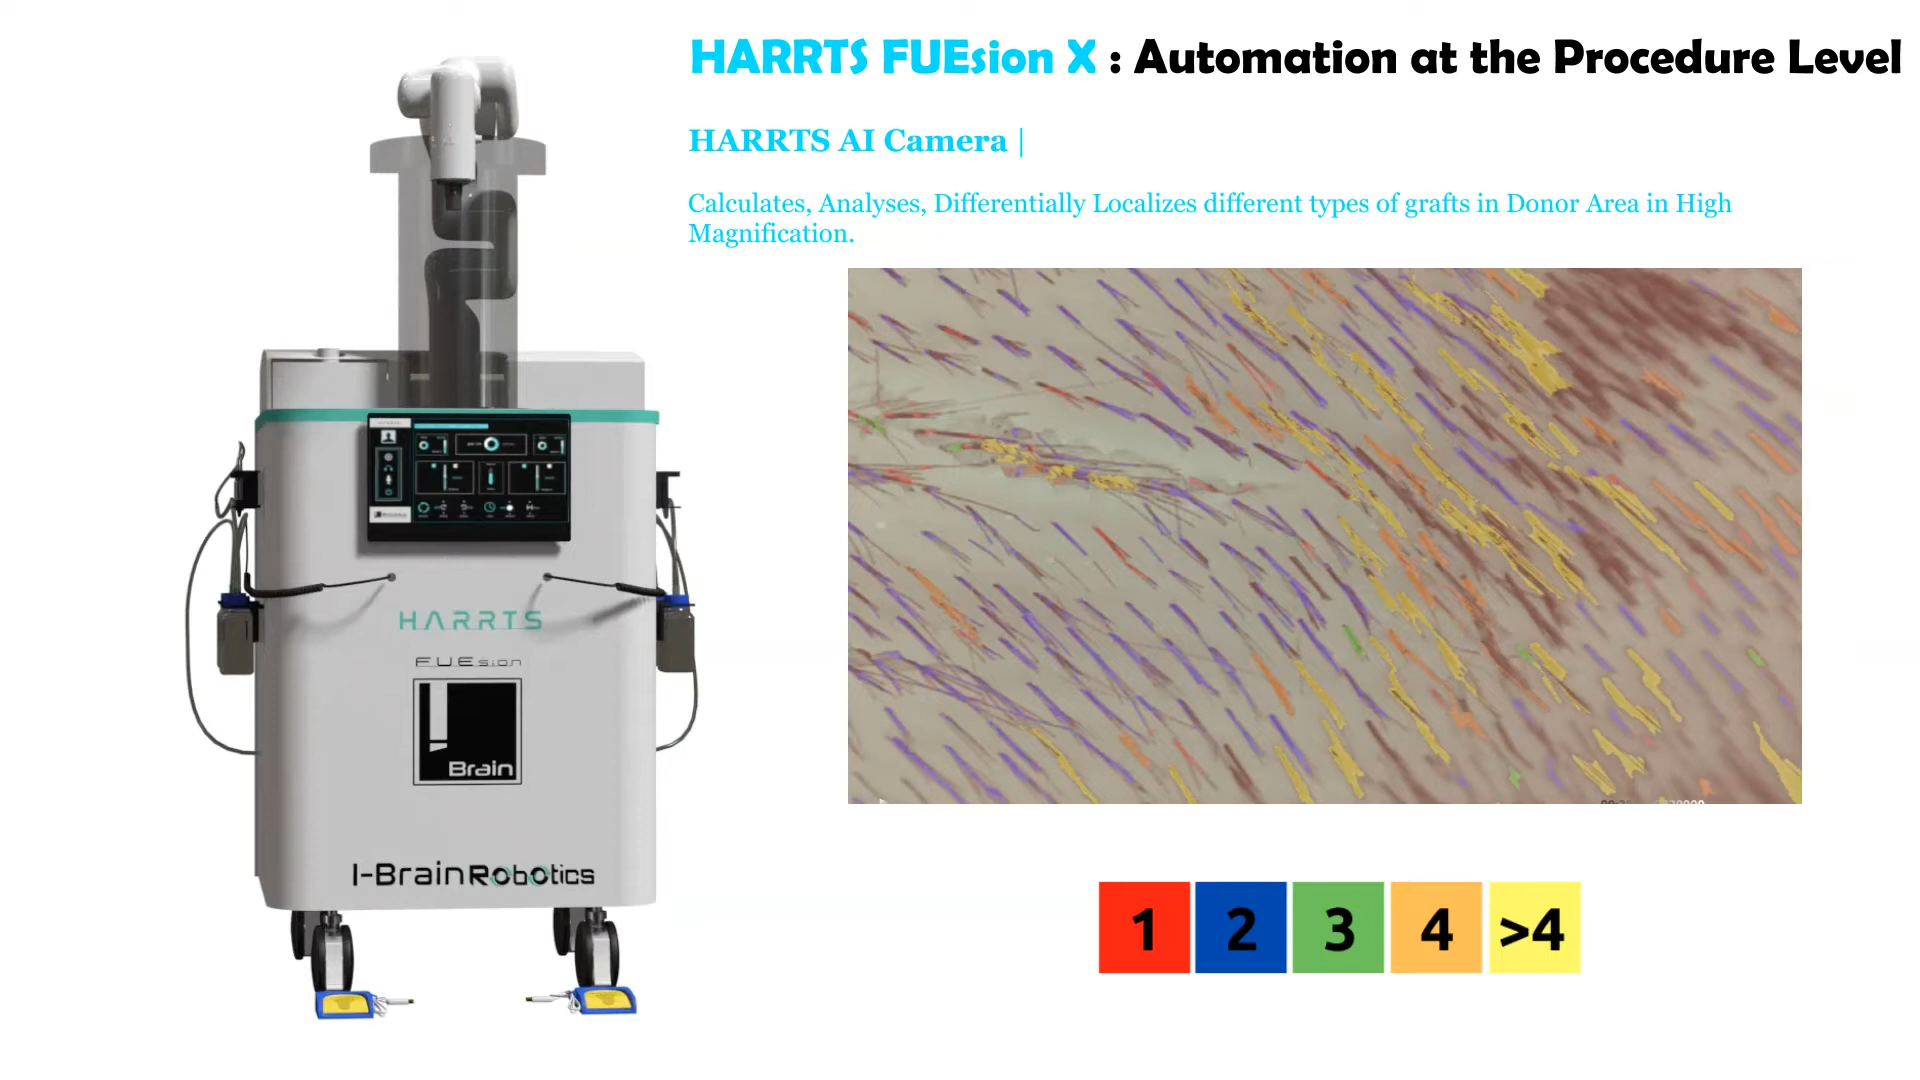 HARRTS FUEsion X : Automation at the Procedure Level
HARRTS AI Camera |
Calculates, Analyses, Differentially Localizes different types of grafts in Donor Area in High
Magnification.
HARRTS
FUEsion
Brain
I-BrainRobotics
1 2 3 4 >4